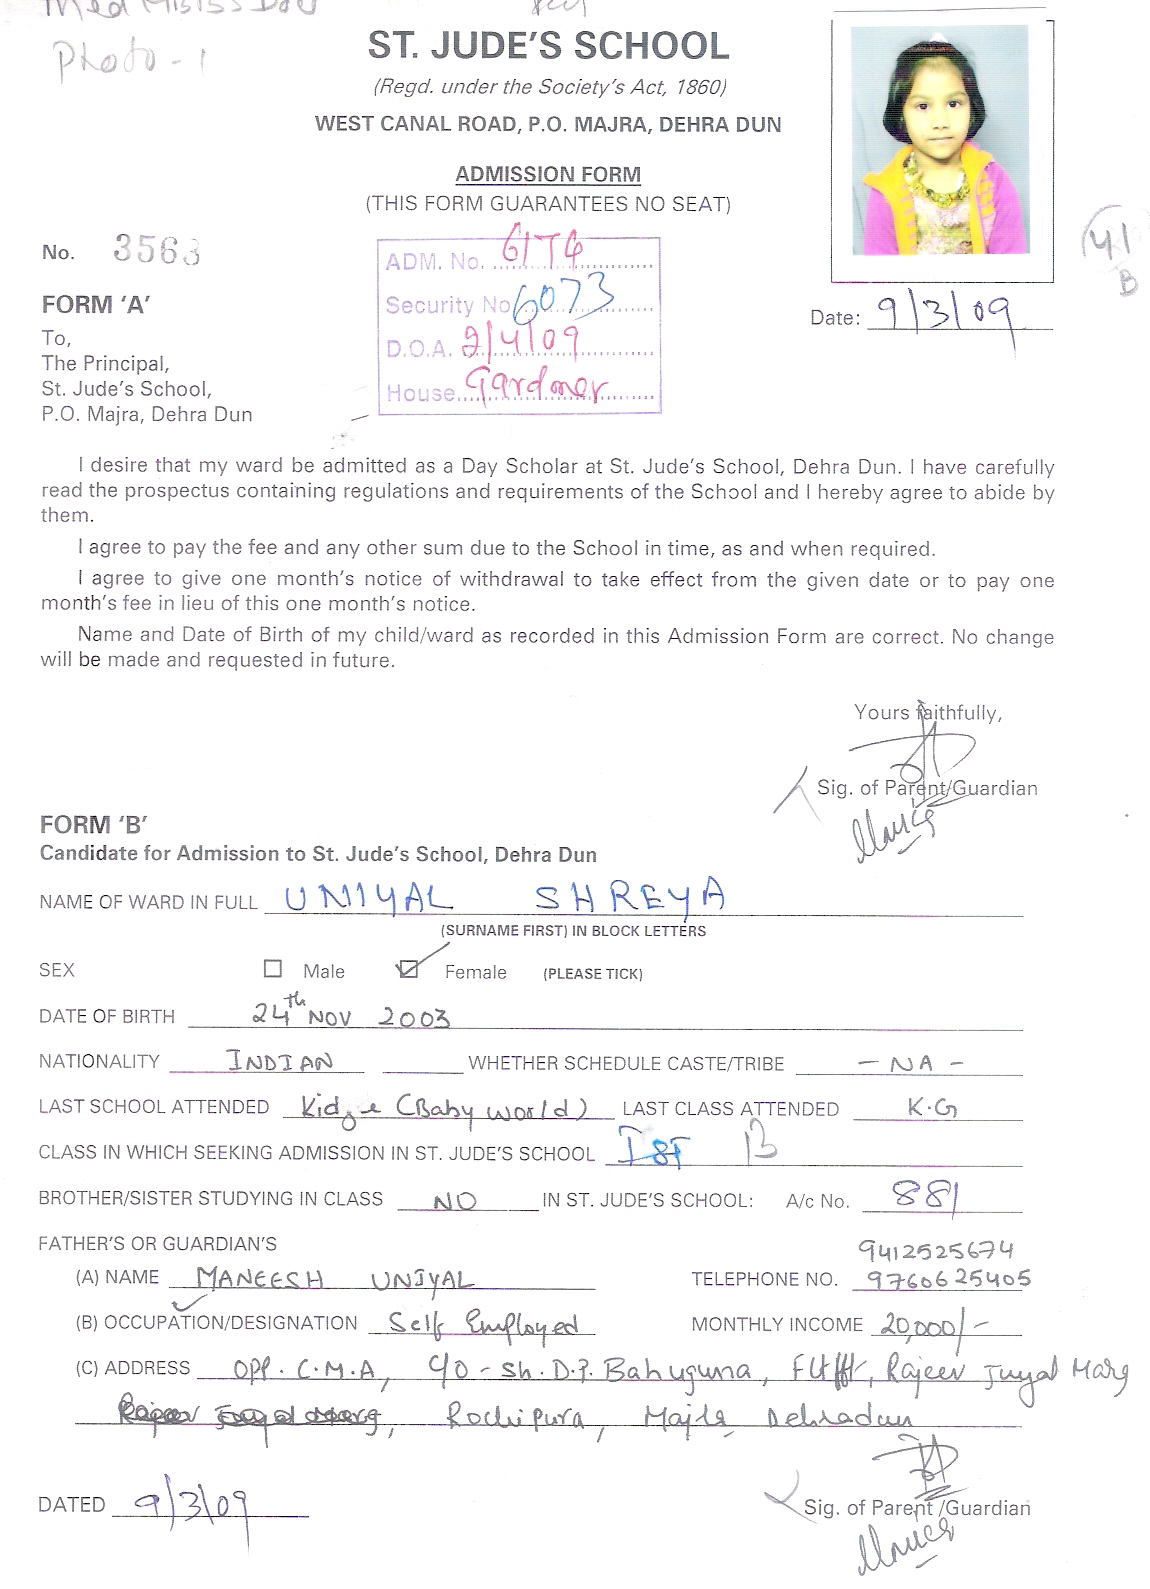 Photo - 1
ST. JUDE'S SCHOOL
(Regd. under the Society's Act, 1860)
WEST CANAL ROAD, P.O. MAJRA, DEHRA DUN
ADMISSION FORM
(THIS FORM GUARANTEES NO SEAT)
No. 3563
ADM. No. 6174
Security No 6073
D.O.A. 2/4/09
House Gardner
41
B
Date: 9/3/09
FORM 'A'
To,
The Principal,
St. Jude's School,
P.O. Majra, Dehra Dun
I desire that my ward be admitted as a Day Scholar at St. Jude's School, Dehra Dun. I have carefully
read the prospectus containing regulations and requirements of the School and I hereby agree to abide by
them.
I agree to pay the fee and any other sum due to the School in time, as and when required.
I agree to give one month's notice of withdrawal to take effect from the given date or to pay one
month's fee in lieu of this one month's notice.
Name and Date of Birth of my child/ward as recorded in this Admission Form are correct. No change
will be made and requested in future.
Yours faithfully,
Sig. of Parent/Guardian
FORM 'B'
Candidate for Admission to St. Jude's School, Dehra Dun
NAME OF WARD IN FULL UNIYAL SHREYA
(SURNAME FIRST) IN BLOCK LETTERS
SEX Male Female (PLEASE TICK)
DATE OF BIRTH 24th NOV 2003
NATIONALITY INDIAN WHETHER SCHEDULE CASTE/TRIBE - NA -
LAST SCHOOL ATTENDED (Baby world) LAST CLASS ATTENDED K.G
CLASS IN WHICH SEEKING ADMISSION IN ST. JUDE'S SCHOOL Ist B
BROTHER/SISTER STUDYING IN CLASS NO IN ST. JUDE'S SCHOOL: A/c No. 881
FATHER'S OR GUARDIAN'S 9412525674
(A) NAME MANEESH UNIYAL TELEPHONE NO. 9760625405
(B) OCCUPATION/DESIGNATION Self Employed MONTHLY INCOME 20,000/-
(C) ADDRESS Opp. C.M.A, C/O - Sh. D.P. Bahuguna, Rajeev Juyal Marg
Rochipura, Majra Dehradun
DATED 9/3/09
Sig. of Parent/Guardian